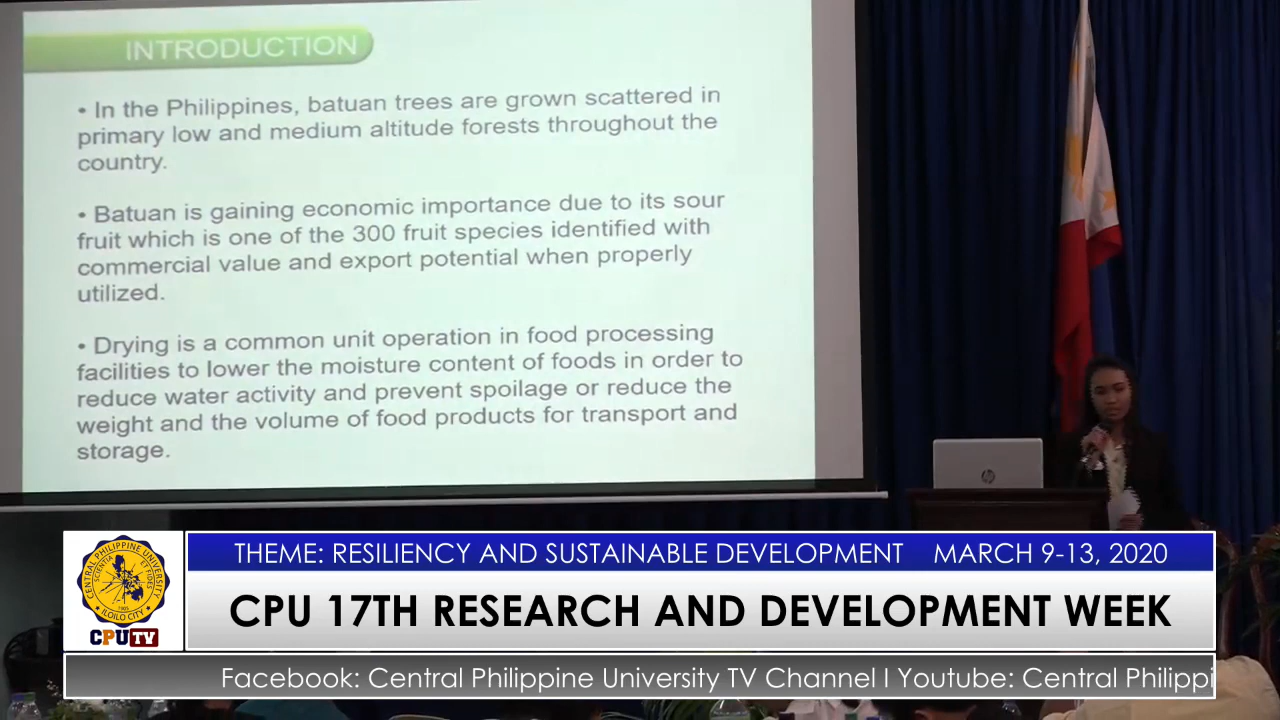 INTRODUCTION
• In the Philippines, batuan trees are grown scattered in
primary low and medium altitude forests throughout the
country.
• Batuan is gaining economic importance due to its sour
fruit which is one of the 300 fruit species identified with
commercial value and export potential when properly
utilized.
• Drying is a common unit operation in food processing
facilities to lower the moisture content of foods in order to
reduce water activity and prevent spoilage or reduce the
weight and the volume of food products for transport and
storage.
hp
THEME: RESILIENCY AND SUSTAINABLE DEVELOPMENT MARCH 9-13, 2020
CENTRAL PHILIPPINE UNIVERSITY
SCIENTIA ET FIDES
1905
ILOILO CITY
CPUTV
CPU 17TH RESEARCH AND DEVELOPMENT WEEK
Facebook: Central Philippine University TV Channel I Youtube: Central Philippi